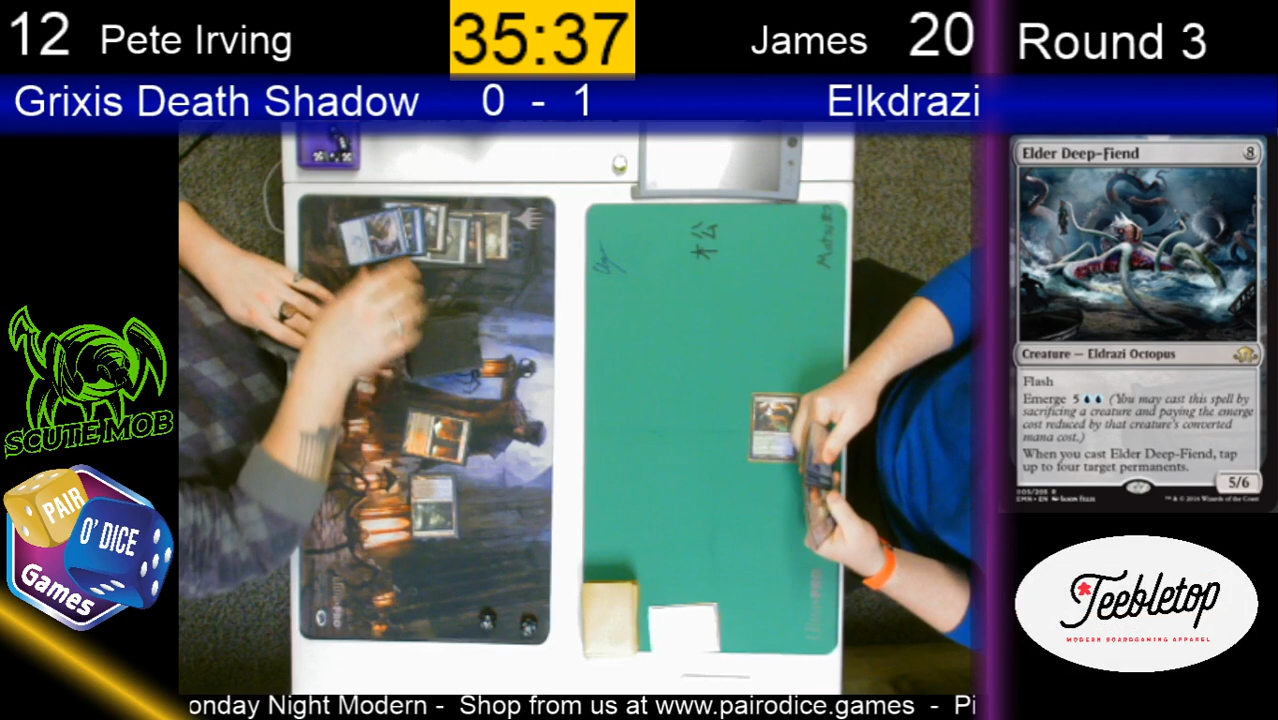 12 Pete Irving
35:37
James 20
Round 3
Grixis Death Shadow 0 - 1 Elkdrazi
Elder Deep-Fiend 8
Creature — Eldrazi Octopus
Flash
Emerge 5 (You may cast this spell by
sacrificing a creature and paying the emerge
cost reduced by that creature's converted
mana cost.)
When you cast Elder Deep-Fiend, tap
up to four target permanents.
5/6
木公
SCUTE MOB
PAIR
O' DICE
Games
Teebletop
MODERN BOARDGAMING APPAREL
onday Night Modern - Shop from us at www.pairodice.games - Pi